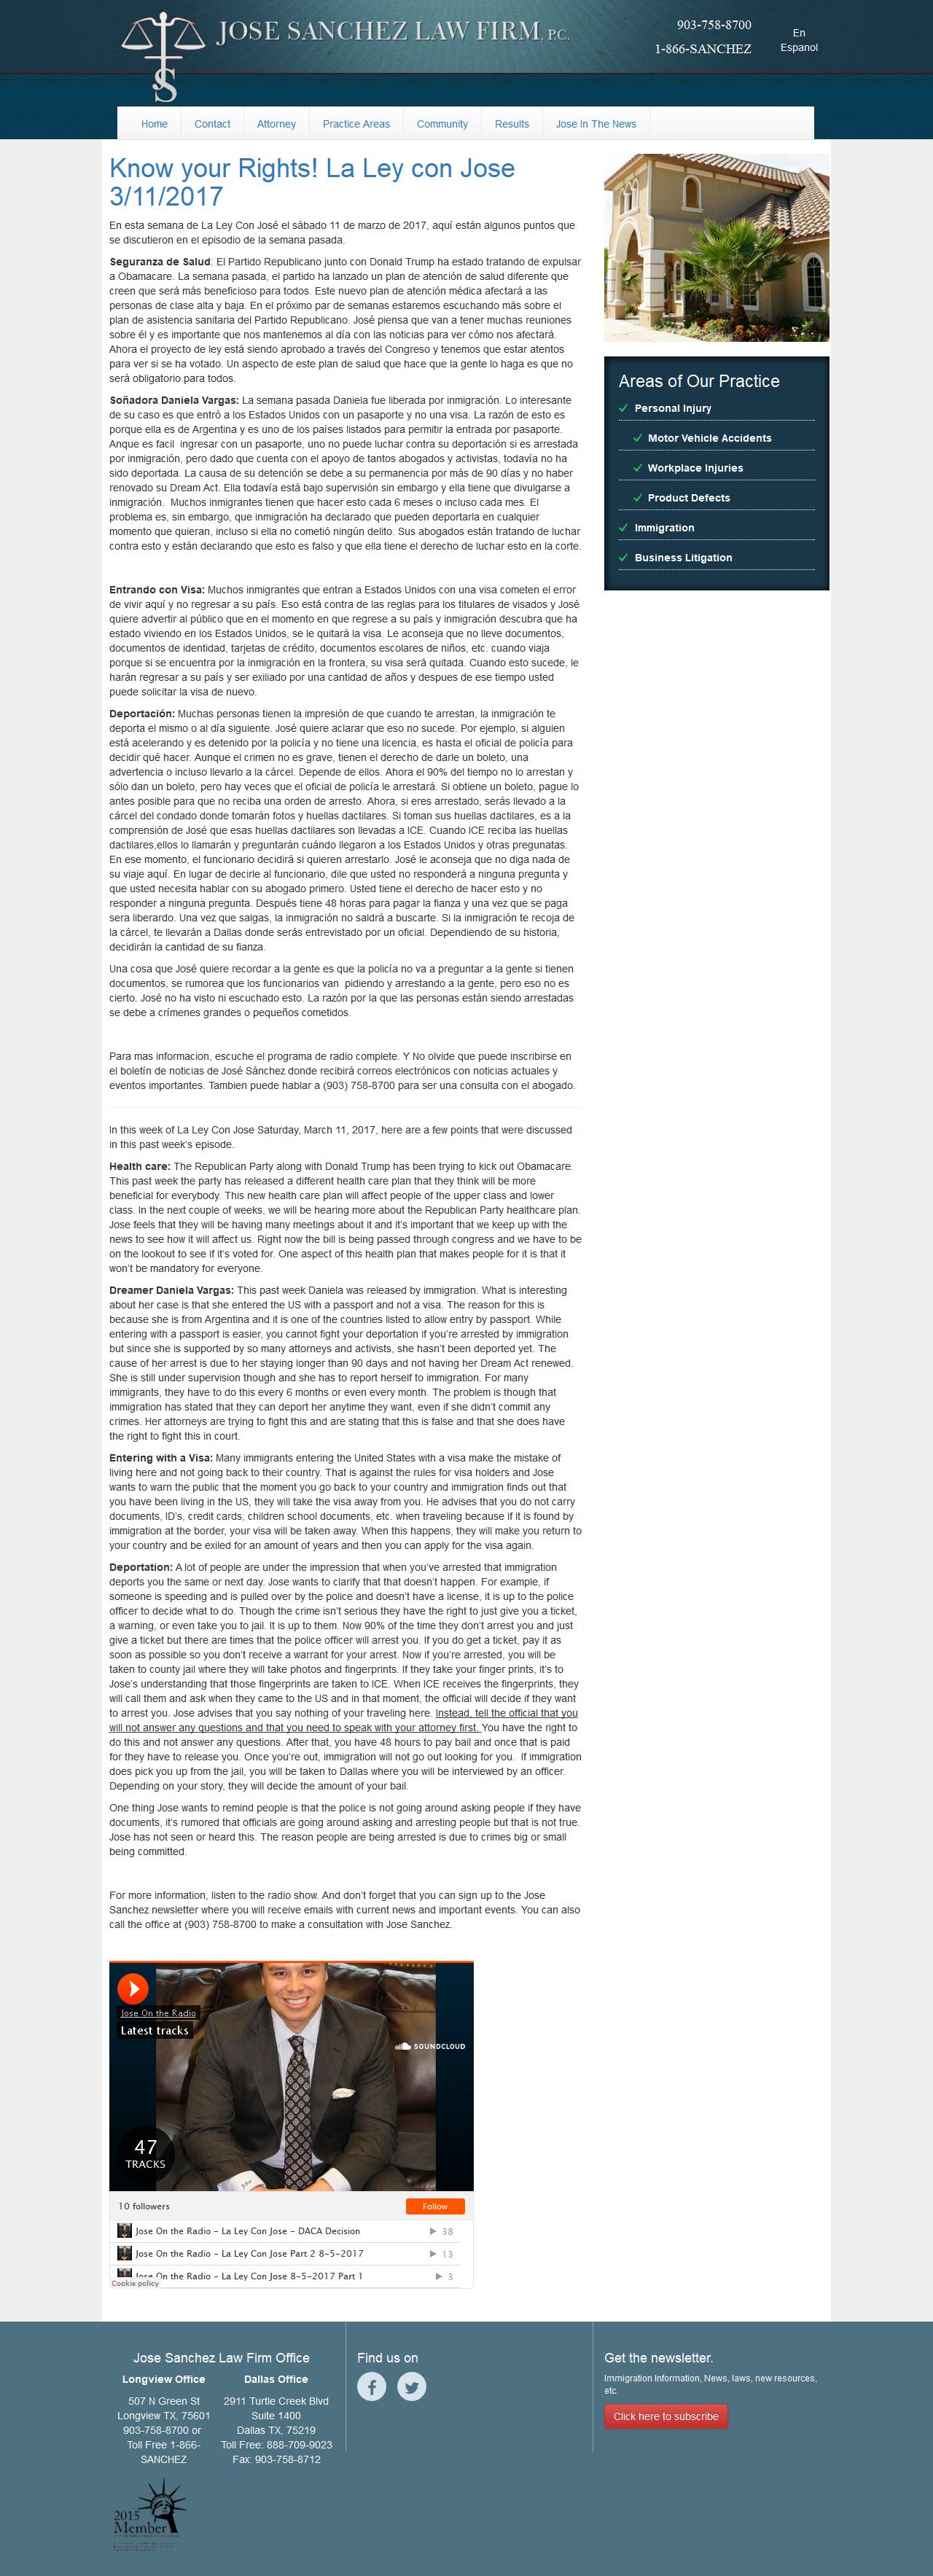 JOSE SANCHEZ LAW FIRM, P.C.
903-758-8700
1-866-SANCHEZ
En
Espanol
Home
Contact
Attorney
Practice Areas
Community
Results
Jose In The News
Know your Rights! La Ley con Jose
3/11/2017
En esta semana de La Ley Con José el sábado 11 de marzo de 2017, aquí están algunos puntos que
se discutieron en el episodio de la semana pasada.
Seguranza de Salud: El Partido Republicano junto con Donald Trump ha estado tratando de expulsar
a Obamacare. La semana pasada, el partido ha lanzado un plan de atención de salud diferente que
creen que será más beneficioso para todos. Este nuevo plan de atención médica afectará a las
personas de clase alta y baja. En el próximo par de semanas estaremos escuchando más sobre el
plan de asistencia sanitaria del Partido Republicano. José piensa que van a tener muchas reuniones
sobre él y es importante que nos mantenemos al día con las noticias para ver cómo nos afectará.
Ahora el proyecto de ley está siendo aprobado a través del Congreso y tenemos que estar atentos
para ver si se ha votado. Un aspecto de este plan de salud que hace que la gente lo haga es que no
será obligatorio para todos.
Soñadora Daniela Vargas: La semana pasada Daniela fue liberada por inmigración. Lo interesante
de su caso es que entró a los Estados Unidos con un pasaporte y no una visa. La razón de esto es
porque ella es de Argentina y es uno de los países listados para permitir la entrada por pasaporte.
Anque es facil  ingresar con un pasaporte, uno no puede luchar contra su deportación si es arrestada
por inmigración, pero dado que cuenta con el apoyo de tantos abogados y activistas, todavía no ha
sido deportada. La causa de su detención se debe a su permanencia por más de 90 días y no haber
renovado su Dream Act. Ella todavía está bajo supervisión sin embargo y ella tiene que divulgarse a
inmigración.  Muchos inmigrantes tienen que hacer esto cada 6 meses o incluso cada mes. El
problema es, sin embargo, que inmigración ha declarado que pueden deportarla en cualquier
momento que quieran, incluso si ella no cometió ningún delito. Sus abogados están tratando de luchar
contra esto y están declarando que esto es falso y que ella tiene el derecho de luchar esto en la corte.
Entrando con Visa: Muchos inmigrantes que entran a Estados Unidos con una visa cometen el error
de vivir aquí y no regresar a su país. Eso está contra de las reglas para los titulares de visados y José
quiere advertir al público que en el momento en que regrese a su país y inmigración descubra que ha
estado viviendo en los Estados Unidos, se le quitará la visa. Le aconseja que no lleve documentos,
documentos de identidad, tarjetas de crédito, documentos escolares de niños, etc. cuando viaja
porque si se encuentra por la inmigración en la frontera, su visa será quitada. Cuando esto sucede, le
harán regresar a su país y ser exiliado por una cantidad de años y despues de ese tiempo usted
puede solicitar la visa de nuevo.
Deportación: Muchas personas tienen la impresión de que cuando te arrestan, la inmigración te
deporta el mismo o al día siguiente. José quiere aclarar que eso no sucede. Por ejemplo, si alguien
está acelerando y es detenido por la policía y no tiene una licencia, es hasta el oficial de policía para
decidir qué hacer. Aunque el crimen no es grave, tienen el derecho de darle un boleto, una
advertencia o incluso llevarlo a la cárcel. Depende de ellos. Ahora el 90% del tiempo no lo arrestan y
sólo dan un boleto, pero hay veces que el oficial de policía le arrestará. Si obtiene un boleto, pague lo
antes posible para que no reciba una orden de arresto. Ahora, si eres arrestado, serás llevado a la
cárcel del condado donde tomarán fotos y huellas dactilares. Si toman sus huellas dactilares, es a la
comprensión de José que esas huellas dactilares son llevadas a ICE. Cuando ICE reciba las huellas
dactilares,ellos lo llamarán y preguntarán cuándo llegaron a los Estados Unidos y otras pregunatas.
En ese momento, el funcionario decidirá si quieren arrestarlo. José le aconseja que no diga nada de
su viaje aquí. En lugar de decirle al funcionario, dile que usted no responderá a ninguna pregunta y
que usted necesita hablar con su abogado primero. Usted tiene el derecho de hacer esto y no
responder a ninguna pregunta. Después tiene 48 horas para pagar la fianza y una vez que se paga
sera liberardo. Una vez que salgas, la inmigración no saldrá a buscarte. Si la inmigración te recoja de
la cárcel, te llevarán a Dallas donde serás entrevistado por un oficial. Dependiendo de su historia,
decidirán la cantidad de su fianza.
Una cosa que José quiere recordar a la gente es que la policía no va a preguntar a la gente si tienen
documentos, se rumorea que los funcionarios van  pidiendo y arrestando a la gente, pero eso no es
cierto. José no ha visto ni escuchado esto. La razón por la que las personas están siendo arrestadas
se debe a crímenes grandes o pequeños cometidos.
Para mas informacion, escuche el programa de radio complete. Y No olvide que puede inscribirse en
el boletín de noticias de José Sánchez donde recibirá correos electrónicos con noticias actuales y
eventos importantes. Tambien puede hablar a (903) 758-8700 para ser una consulta con el abogado.
In this week of La Ley Con Jose Saturday, March 11, 2017, here are a few points that were discussed
in this past week's episode.
Health care: The Republican Party along with Donald Trump has been trying to kick out Obamacare.
This past week the party has released a different health care plan that they think will be more
beneficial for everybody. This new health care plan will affect people of the upper class and lower
class. In the next couple of weeks, we will be hearing more about the Republican Party healthcare plan.
Jose feels that they will be having many meetings about it and it's important that we keep up with the
news to see how it will affect us. Right now the bill is being passed through congress and we have to be
on the lookout to see if it's voted for. One aspect of this health plan that makes people for it is that it
won't be mandatory for everyone.
Dreamer Daniela Vargas: This past week Daniela was released by immigration. What is interesting
about her case is that she entered the US with a passport and not a visa. The reason for this is
because she is from Argentina and it is one of the countries listed to allow entry by passport. While
entering with a passport is easier, you cannot fight your deportation if you're arrested by immigration
but since she is supported by so many attorneys and activists, she hasn't been deported yet. The
cause of her arrest is due to her staying longer than 90 days and not having her Dream Act renewed.
She is still under supervision though and she has to report herself to immigration. For many
immigrants, they have to do this every 6 months or even every month. The problem is though that
immigration has stated that they can deport her anytime they want, even if she didn't commit any
crimes. Her attorneys are trying to fight this and are stating that this is false and that she does have
the right to fight this in court.
Entering with a Visa: Many immigrants entering the United States with a visa make the mistake of
living here and not going back to their country. That is against the rules for visa holders and Jose
wants to warn the public that the moment you go back to your country and immigration finds out that
you have been living in the US, they will take the visa away from you. He advises that you do not carry
documents, ID's, credit cards, children school documents, etc. when traveling because if it is found by
immigration at the border, your visa will be taken away. When this happens, they will make you return to
your country and be exiled for an amount of years and then you can apply for the visa again.
Deportation: A lot of people are under the impression that when you've arrested that immigration
deports you the same or next day. Jose wants to clarify that that doesn't happen. For example, if
someone is speeding and is pulled over by the police and doesn't have a license, it is up to the police
officer to decide what to do. Though the crime isn't serious they have the right to just give you a ticket,
a warning, or even take you to jail. It is up to them. Now 90% of the time they don't arrest you and just
give a ticket but there are times that the police officer will arrest you. If you do get a ticket, pay it as
soon as possible so you don't receive a warrant for your arrest. Now if you're arrested, you will be
taken to county jail where they will take photos and fingerprints. If they take your finger prints, it's to
Jose's understanding that those fingerprints are taken to ICE. When ICE receives the fingerprints, they
will call them and ask when they came to the US and in that moment, the official will decide if they want
to arrest you. Jose advises that you say nothing of your traveling here. Instead, tell the official that you
will not answer any questions and that you need to speak with your attorney first. You have the right to
do this and not answer any questions. After that, you have 48 hours to pay bail and once that is paid
for they have to release you. Once you're out, immigration will not go out looking for you.  If immigration
does pick you up from the jail, you will be taken to Dallas where you will be interviewed by an officer.
Depending on your story, they will decide the amount of your bail.
One thing Jose wants to remind people is that the police is not going around asking people if they have
documents, it's rumored that officials are going around asking and arresting people but that is not true.
Jose has not seen or heard this. The reason people are being arrested is due to crimes big or small
being committed.
For more information, listen to the radio show. And don't forget that you can sign up to the Jose
Sanchez newsletter where you will receive emails with current news and important events. You can also
call the office at (903) 758-8700 to make a consultation with Jose Sanchez.
Jose On the Radio
Latest tracks
SOUNDCLOUD
47
TRACKS
10 followers
Follow
Jose On the Radio - La Ley Con Jose - DACA Decision
38
Jose On the Radio - La Ley Con Jose Part 2 8-5-2017
13
Jose On the Radio - La Ley Con Jose 8-5-2017 Part 1
3
Cookie policy
Areas of Our Practice
Personal Injury
Motor Vehicle Accidents
Workplace Injuries
Product Defects
Immigration
Business Litigation
Jose Sanchez Law Firm Office
Longview Office
507 N Green St
Longview TX, 75601
903-758-8700 or
Toll Free 1-866-
SANCHEZ
Dallas Office
2911 Turtle Creek Blvd
Suite 1400
Dallas TX, 75219
Toll Free: 888-709-9023
Fax: 903-758-8712
2015
Member
Find us on
Get the newsletter.
Immigration Information, News, laws, new resources,
etc.
Click here to subscribe